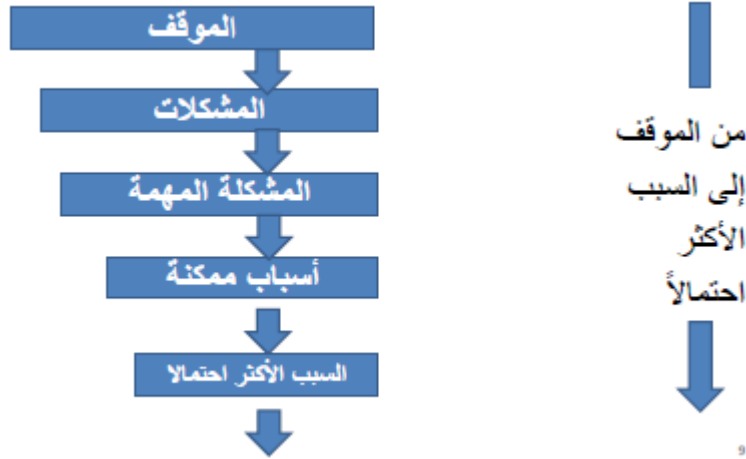 الموقف
المشكلات
المشكلة المهمة
أسباب ممكنة
السبب الأكثر احتمالا
من الموقف
إلى السبب
الأكثر
احتمالاً
9